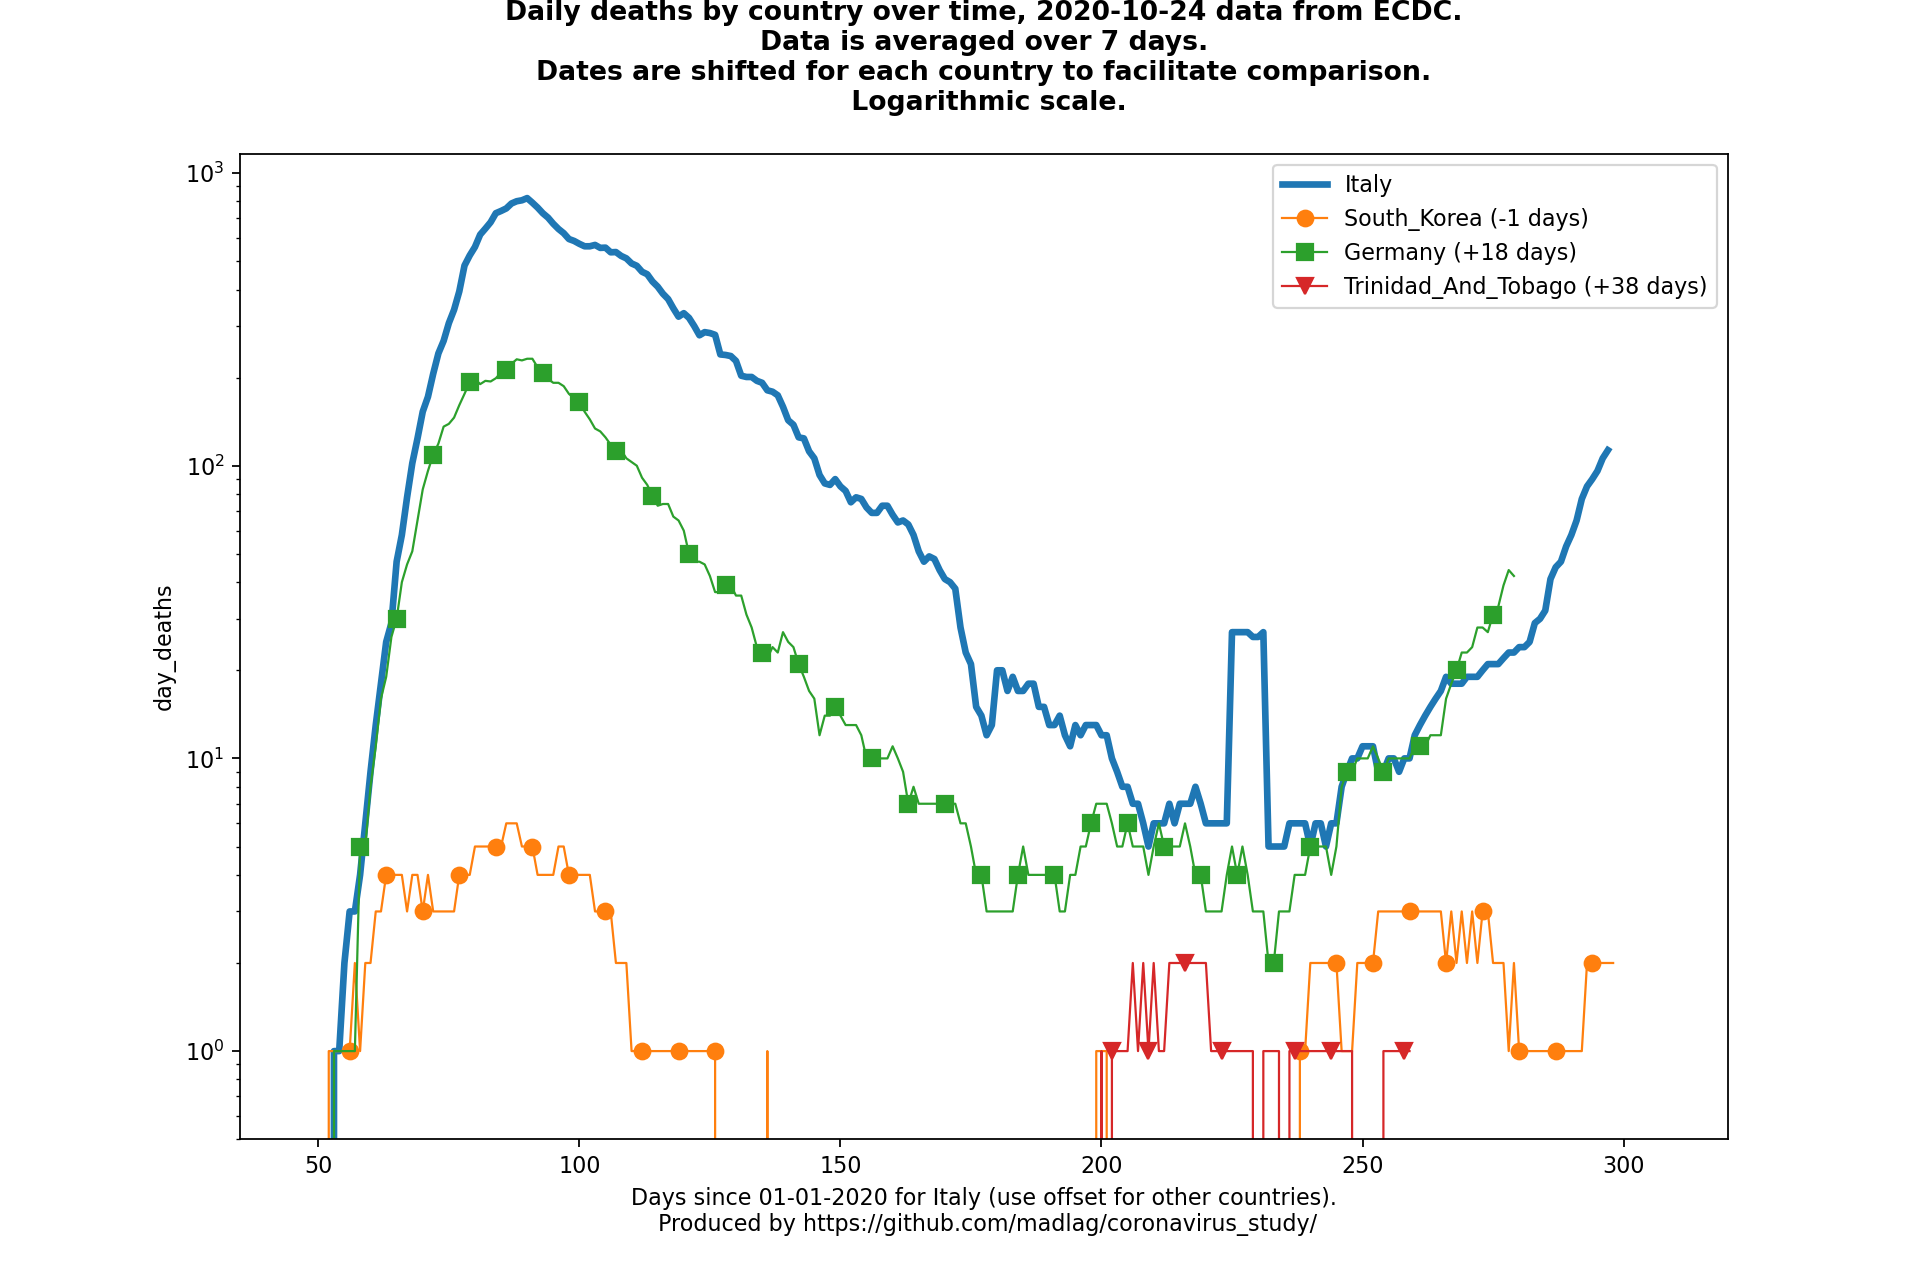 Daily deaths by country over time, 2020-10-24 data from ECDC.
Data is averaged over 7 days.
Dates are shifted for each country to facilitate comparison.
Logarithmic scale.
10³
10²
10¹
10⁰
day_deaths
Italy
South_Korea (-1 days)
Germany (+18 days)
Trinidad_And_Tobago (+38 days)
50 100 150 200 250 300
Days since 01-01-2020 for Italy (use offset for other countries).
Produced by https://github.com/madlag/coronavirus_study/